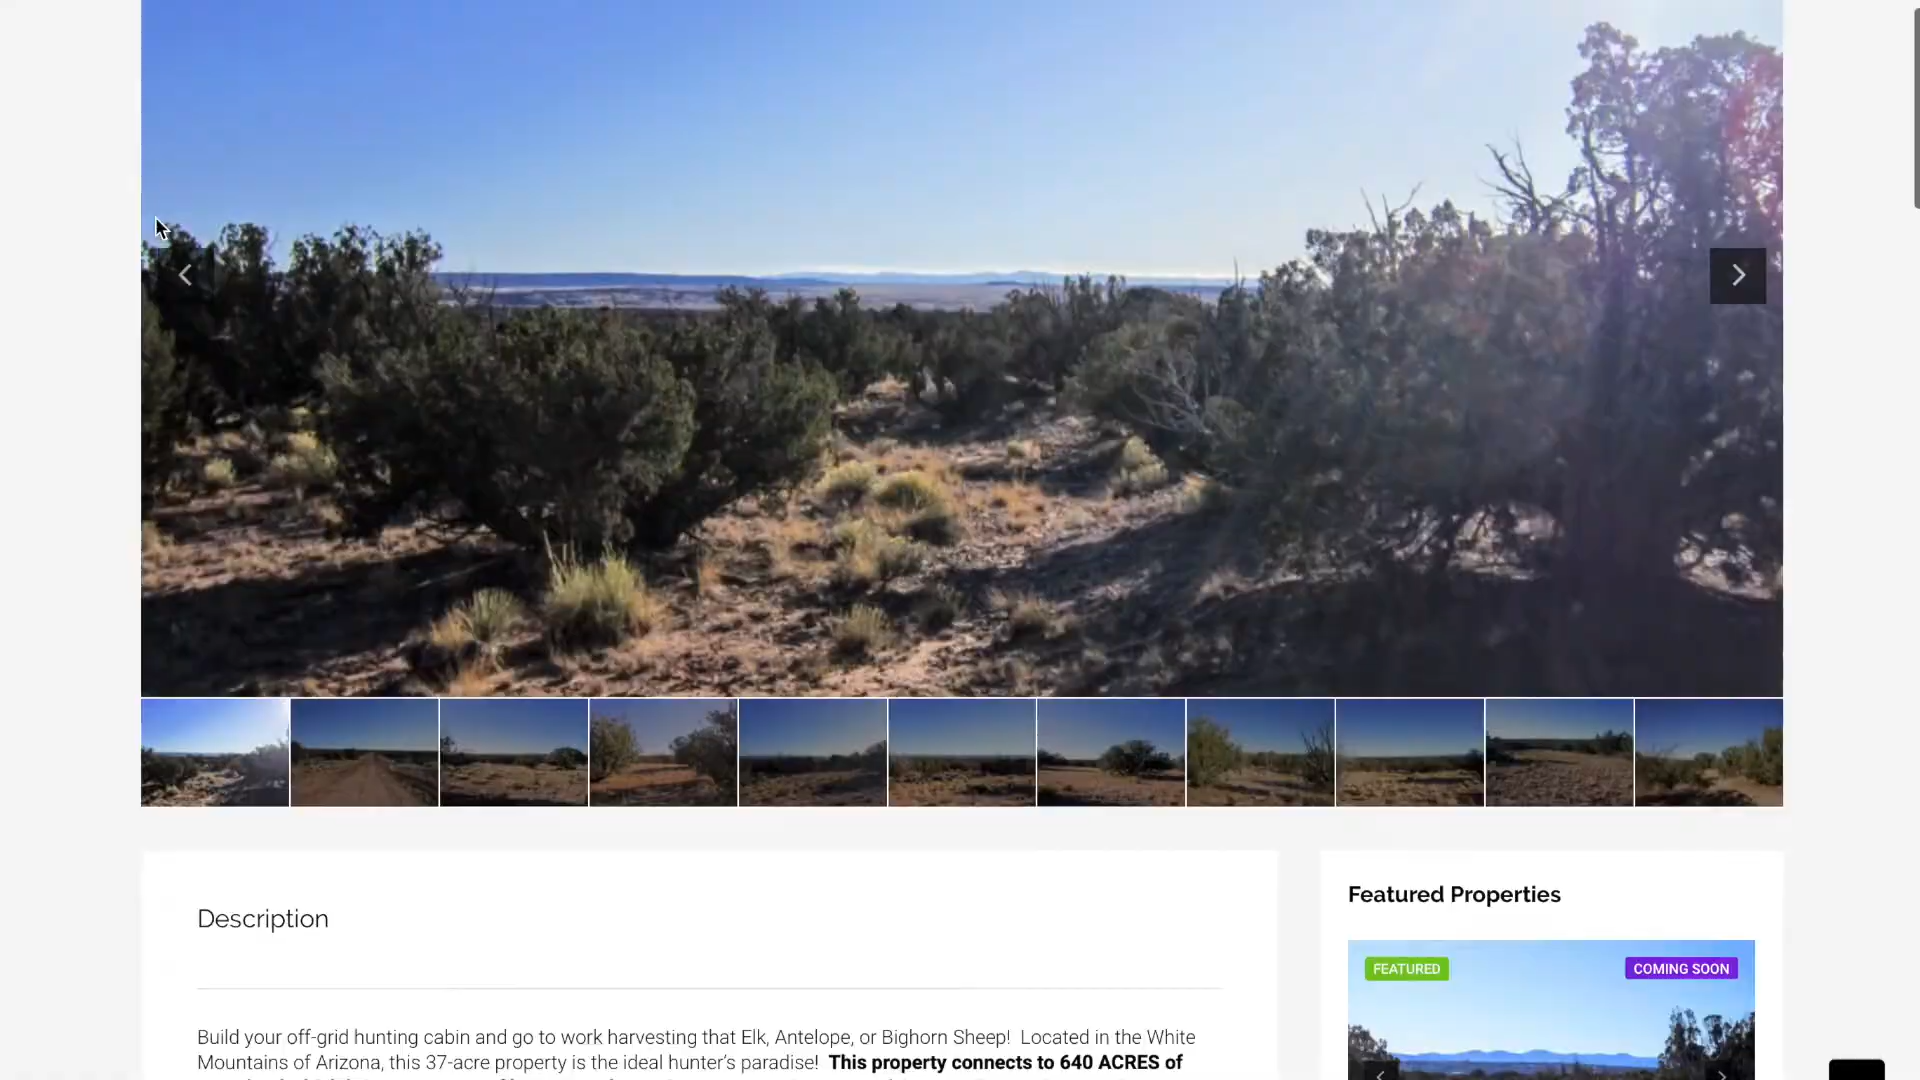 Description
Build your off-grid hunting cabin and go to work harvesting that Elk, Antelope, or Bighorn Sheep! Located in the White
Mountains of Arizona, this 37-acre property is the ideal hunter's paradise! This property connects to 640 ACRES of
Featured Properties
FEATURED
COMING SOON